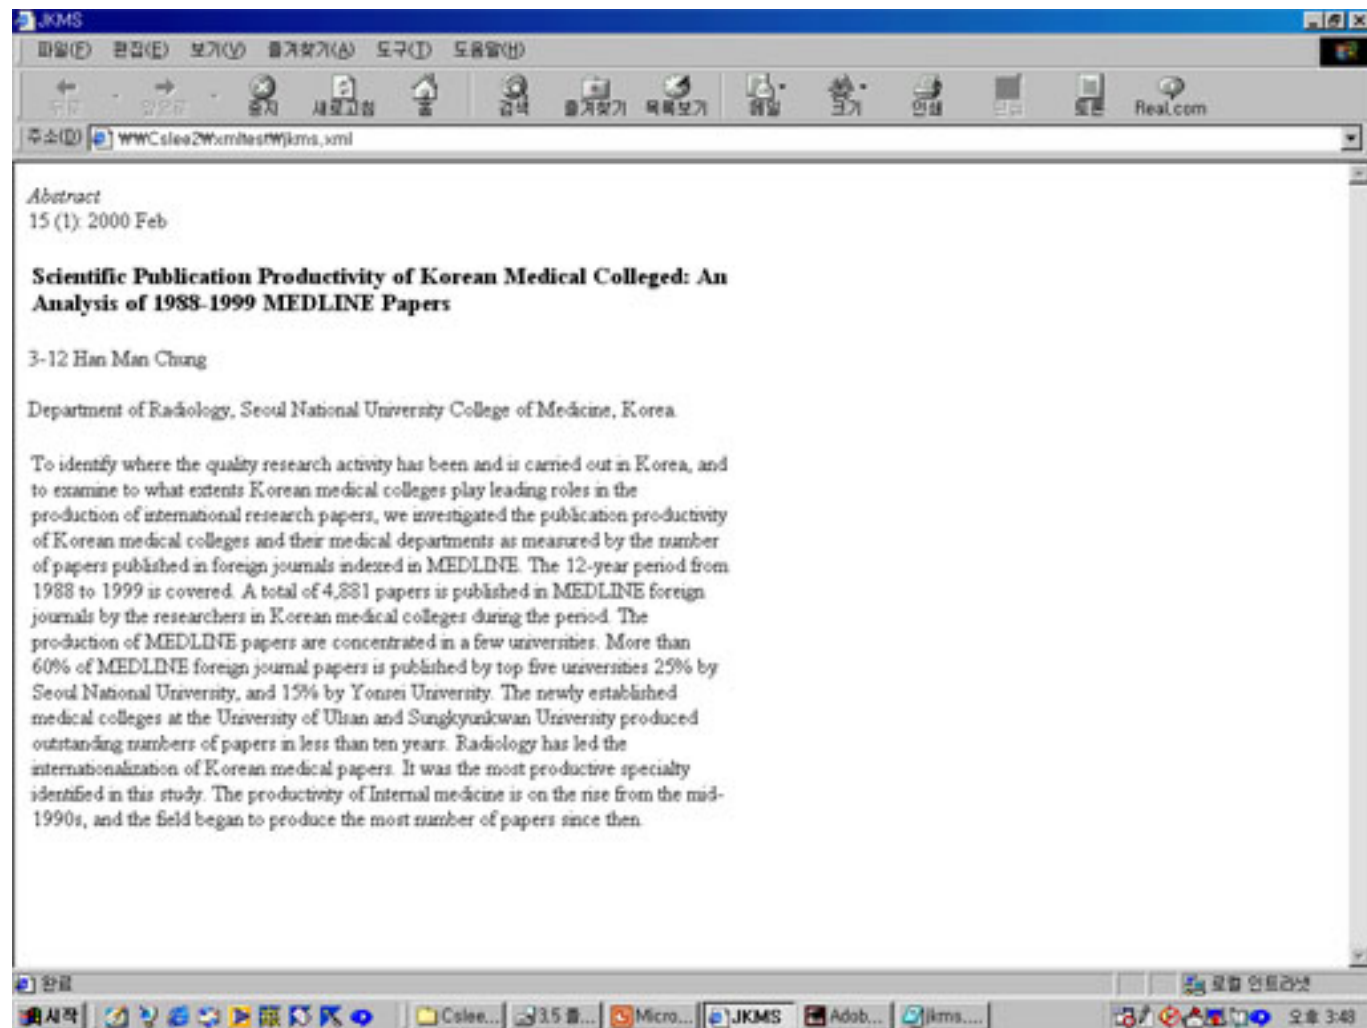 JKMS
파일(F) 편집(E) 보기(V) 즐겨찾기(A) 도구(T) 도움말(H)
뒤로 앞으로 중지 새로고침 홈 검색 즐겨찾기 목록보기 메일 크기 인쇄 토론 Real.com
주소(D) ₩₩Cslee2₩xmltest₩jkms.xml
Abstract
15 (1): 2000 Feb
Scientific Publication Productivity of Korean Medical Colleged: An
Analysis of 1988-1999 MEDLINE Papers
3-12 Han Man Chung
Department of Radiology, Seoul National University College of Medicine, Korea.
To identify where the quality research activity has been and is carried out in Korea, and
to examine to what extents Korean medical colleges play leading roles in the
production of international research papers, we investigated the publication productivity
of Korean medical colleges and their medical departments as measured by the number
of papers published in foreign journals indexed in MEDLINE. The 12-year period from
1988 to 1999 is covered. A total of 4,881 papers is published in MEDLINE foreign
journals by the researchers in Korean medical colleges during the period. The
production of MEDLINE papers are concentrated in a few universities. More than
60% of MEDLINE foreign journal papers is published by top five universities 25% by
Seoul National University, and 15% by Yonsei University. The newly established
medical colleges at the University of Ulsan and Sungkyunkwan University produced
outstanding numbers of papers in less than ten years. Radiology has led the
internationalization of Korean medical papers. It was the most productive specialty
identified in this study. The productivity of Internal medicine is on the rise from the mid-
1990s, and the field began to produce the most number of papers since then.
완료 로컬 인트라넷
시작 Cslee... 3.5 플... Micro... JKMS Adob... jkms.... 오후 3:48